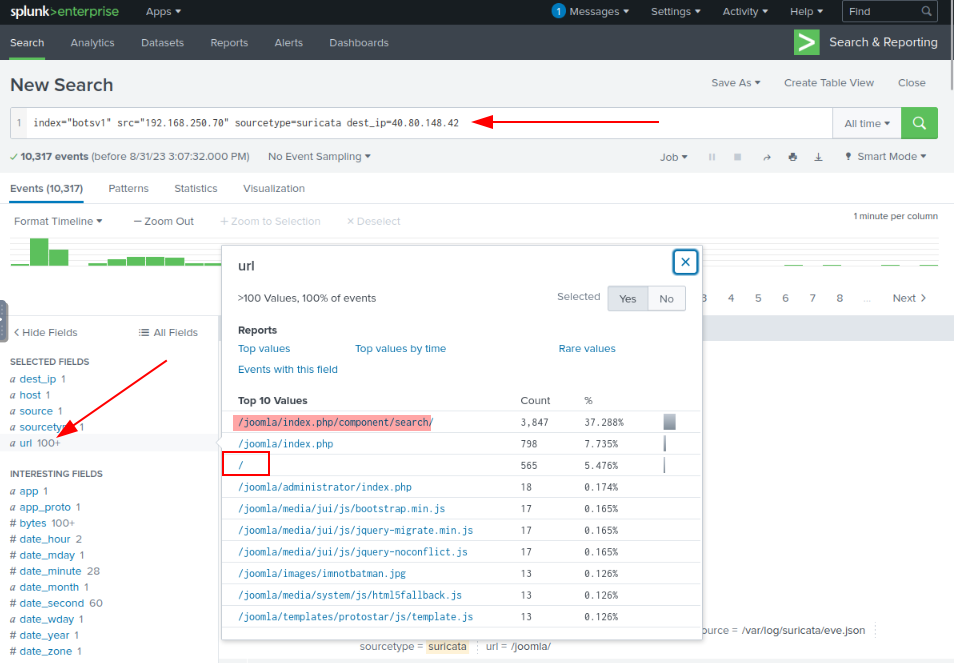 splunk>enterprise Apps ▾ 1 Messages ▾ Settings ▾ Activity ▾ Help ▾ Find
Search Analytics Datasets Reports Alerts Dashboards > Search & Reporting
New Search Save As ▾ Create Table View Close
1 index="botsv1" src="192.168.250.70" sourcetype=suricata dest_ip=40.80.148.42 All time ▾
✓ 10,317 events (before 8/31/23 3:07:32.000 PM) No Event Sampling ▾ Job ▾ Smart Mode ▾
Events (10,317) Patterns Statistics Visualization
Format Timeline ▾ — Zoom Out + Zoom to Selection × Deselect 1 minute per column
url
>100 Values, 100% of events Selected Yes No
3 4 5 6 7 8 ... Next >
Reports
Top values Top values by time Rare values
Events with this field
Top 10 Values Count %
/joomla/index.php/component/search/ 3,847 37.288%
/joomla/index.php 798 7.735%
/ 565 5.476%
/joomla/administrator/index.php 18 0.174%
/joomla/media/jui/js/bootstrap.min.js 17 0.165%
/joomla/media/jui/js/jquery-migrate.min.js 17 0.165%
/joomla/media/jui/js/jquery-noconflict.js 17 0.165%
/joomla/images/imnotbatman.jpg 13 0.126%
/joomla/media/system/js/html5fallback.js 13 0.126%
/joomla/templates/protostar/js/template.js 13 0.126%
< Hide Fields All Fields
SELECTED FIELDS
a dest_ip 1
a host 1
a source 1
a sourcetype 1
a url 100+
INTERESTING FIELDS
a app 1
a app_proto 1
# bytes 100+
# date_hour 2
# date_mday 1
# date_minute 28
a date_month 1
# date_second 60
a date_wday 1
# date_year 1
# date_zone 1
ource = /var/log/suricata/eve.json
sourcetype = suricata url = /joomla/